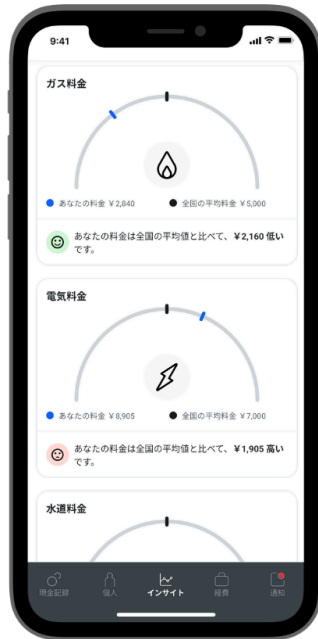 9:41
ガス料金
あなたの料金 ¥2,840
全国の平均料金 ¥5,000
あなたの料金は全国の平均値と比べて、¥2,160 低い
です。
電気料金
あなたの料金 ¥8,905
全国の平均料金 ¥7,000
あなたの料金は全国の平均値と比べて、¥1,905 高い
です。
水道料金
現金記録
個人
インサイト
経費
通知